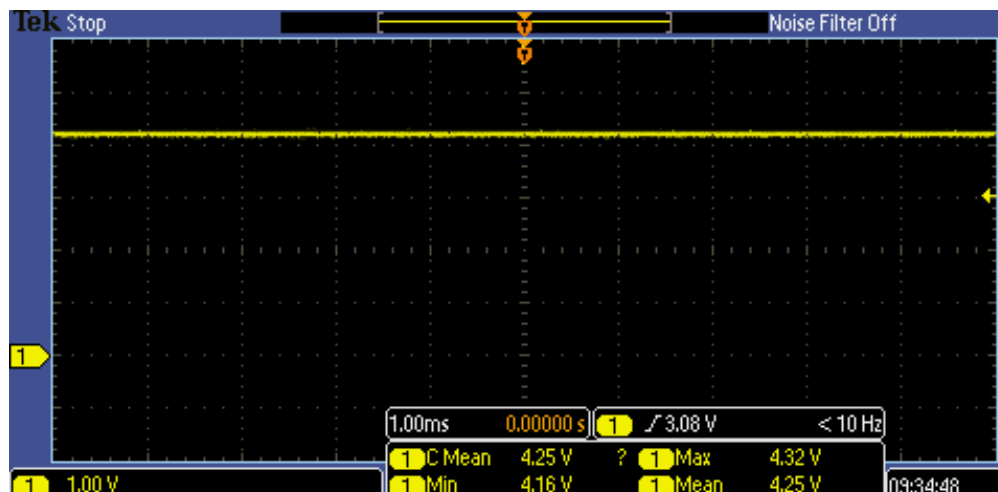 Tek Stop Noise Filter Off
T
T
1
1.00ms 0.00000 s 1 3.08 V < 10 Hz
1 C Mean 4.25 V ? 1 Max 4.32 V
1 1.00 V 1 Min 4.16 V 1 Mean 4.25 V 09:34:48